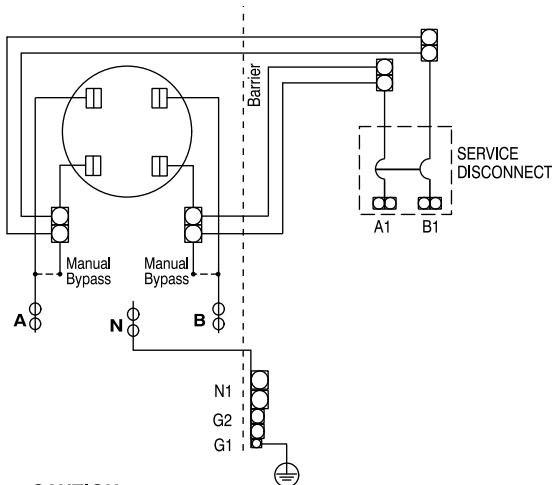 Barrier
SERVICE
DISCONNECT
A1
B1
Manual
Bypass
Manual
Bypass
A
N
B
N1
G2
G1